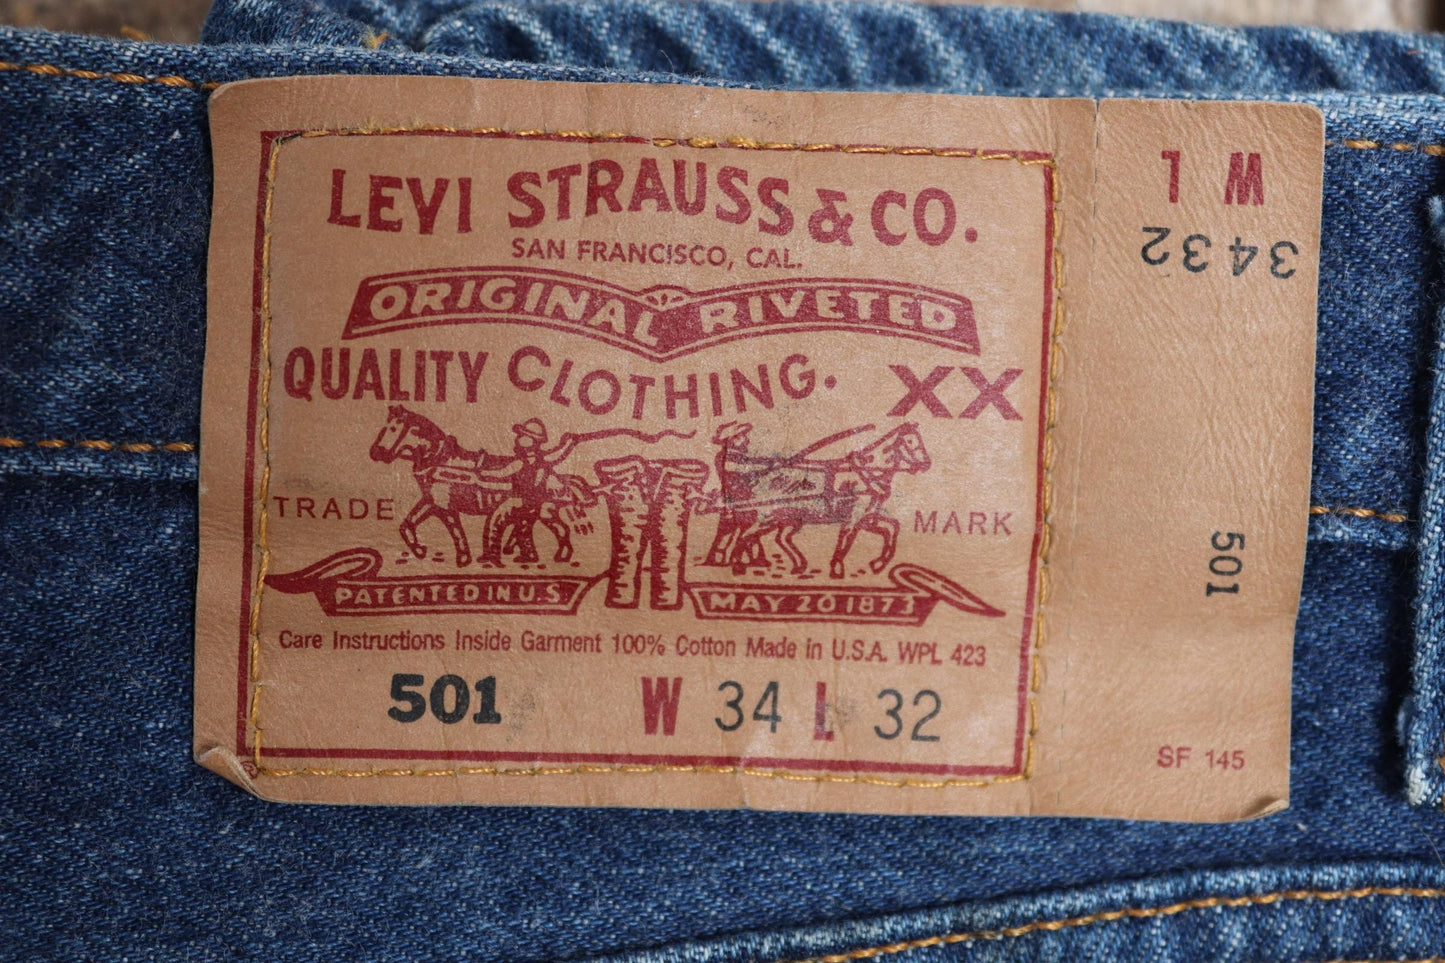 LEVI STRAUSS & CO.
SAN FRANCISCO, CAL.
ORIGINAL RIVETED
QUALITY CLOTHING. XX
TRADE MARK
PATENTED IN U.S. MAY 20 1873
Care Instructions Inside Garment 100% Cotton Made in U.S.A. WPL 423
501 W 34 L 32
®
W L
34 32
501
SF 145